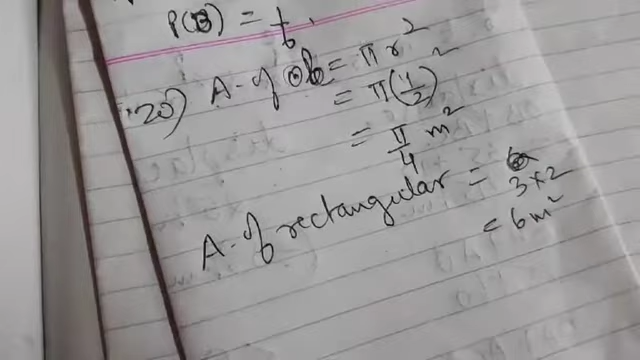 P(B) = 1/6.
20) A. of = πr²
= π(1/2)²
= π/4 m²
A. of rectangular = 3×2
= 6m²